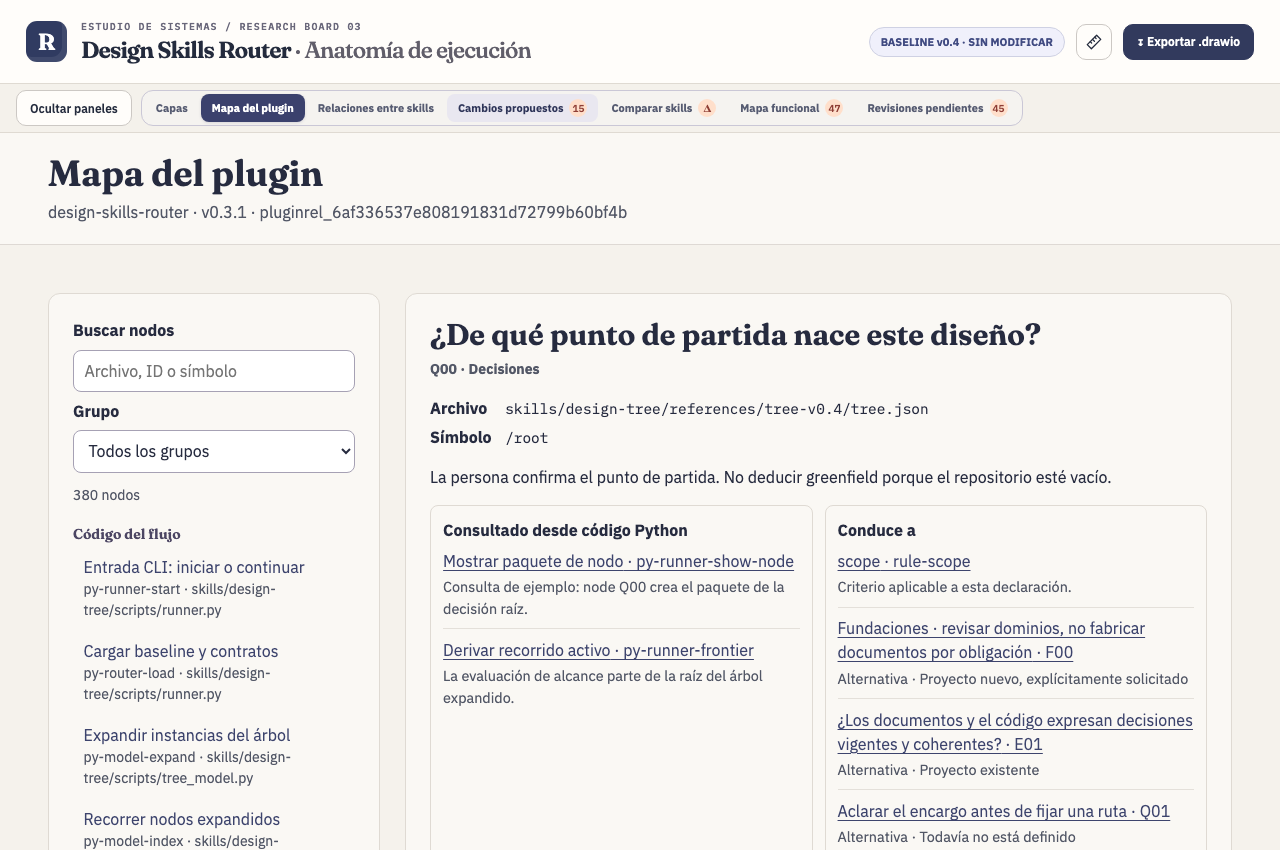 R
ESTUDIO DE SISTEMAS / RESEARCH BOARD 03
Design Skills Router · Anatomía de ejecución
BASELINE v0.4 · SIN MODIFICAR
↧ Exportar .drawio
Ocultar paneles
Capas
Mapa del plugin
Relaciones entre skills
Cambios propuestos 15
Comparar skills Δ
Mapa funcional 47
Revisiones pendientes 45
Mapa del plugin
design-skills-router · v0.3.1 · pluginrel_6af336537e808191831d72799b60bf4b
Buscar nodos
Archivo, ID o símbolo
Grupo
Todos los grupos
380 nodos
Código del flujo
Entrada CLI: iniciar o continuar
py-runner-start · skills/design-
tree/scripts/runner.py
Cargar baseline y contratos
py-router-load · skills/design-
tree/scripts/runner.py
Expandir instancias del árbol
py-model-expand · skills/design-
tree/scripts/tree_model.py
Recorrer nodos expandidos
py-model-index · skills/design-
¿De qué punto de partida nace este diseño?
Q00 · Decisiones
Archivo skills/design-tree/references/tree-v0.4/tree.json
Símbolo /root
La persona confirma el punto de partida. No deducir greenfield porque el repositorio esté vacío.
Consultado desde código Python
Mostrar paquete de nodo · py-runner-show-node
Consulta de ejemplo: node Q00 crea el paquete de la
decisión raíz.
Derivar recorrido activo · py-runner-frontier
La evaluación de alcance parte de la raíz del árbol
expandido.
Conduce a
scope · rule-scope
Criterio aplicable a esta declaración.
Fundaciones · revisar dominios, no fabricar
documentos por obligación · F00
Alternativa · Proyecto nuevo, explícitamente solicitado
¿Los documentos y el código expresan decisiones
vigentes y coherentes? · E01
Alternativa · Proyecto existente
Aclarar el encargo antes de fijar una ruta · Q01
Alternativa · Todavía no está definido